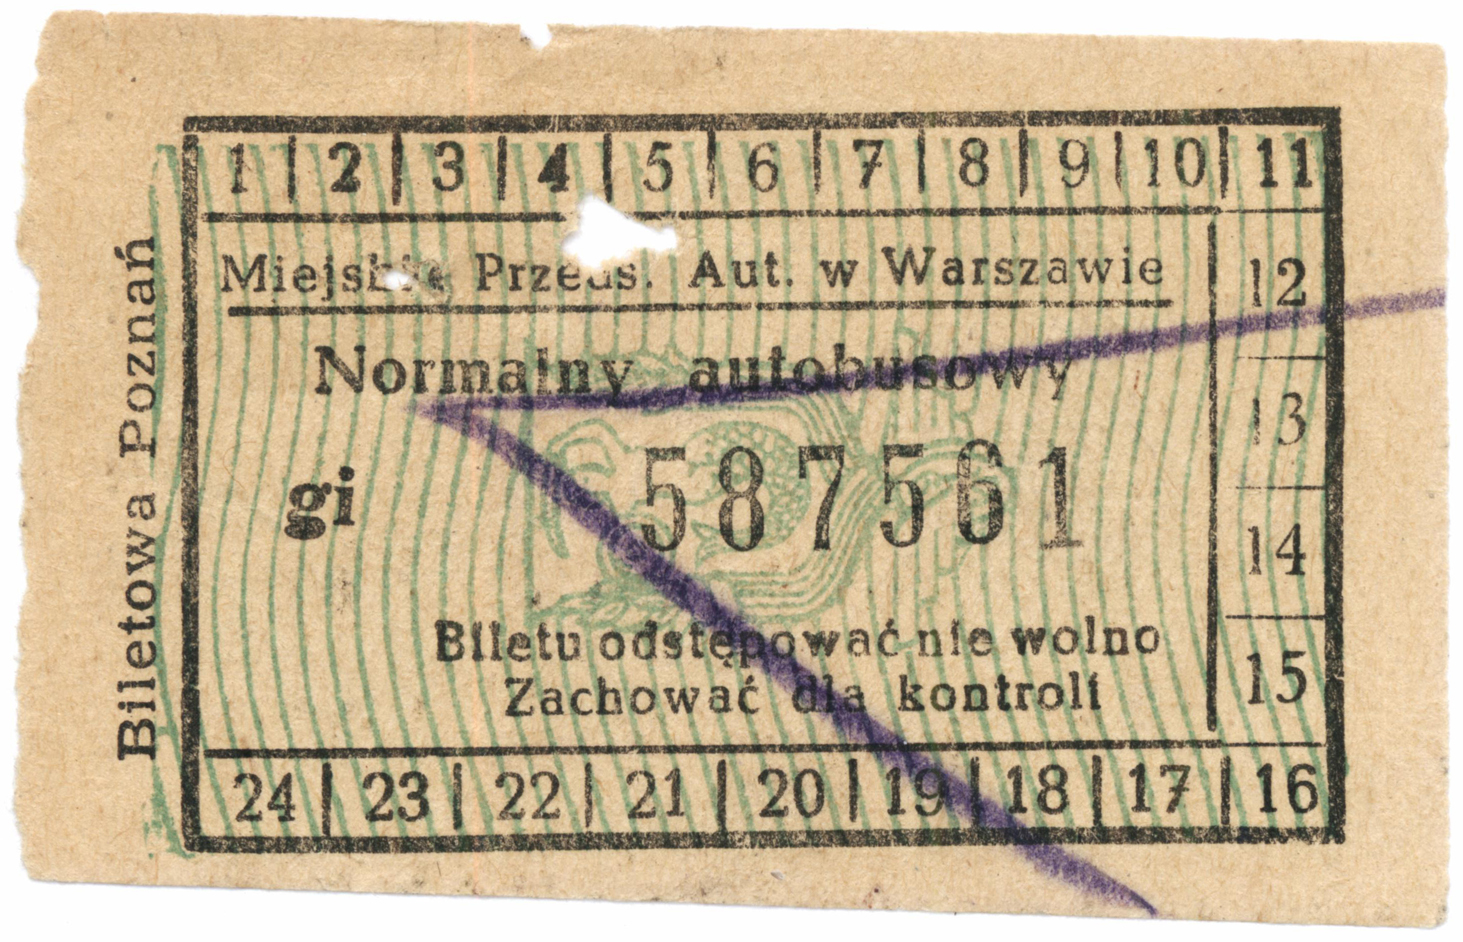 1 2 3 4 5 6 7 8 9 10 11
Miejskie Przeds. Aut. w Warszawie
12
Normalny autobusowy
13
gi 587561
14
Biletu odstępować nie wolno
Zachować dla kontroli
15
24 23 22 21 20 19 18 17 16
Biletowa Poznań